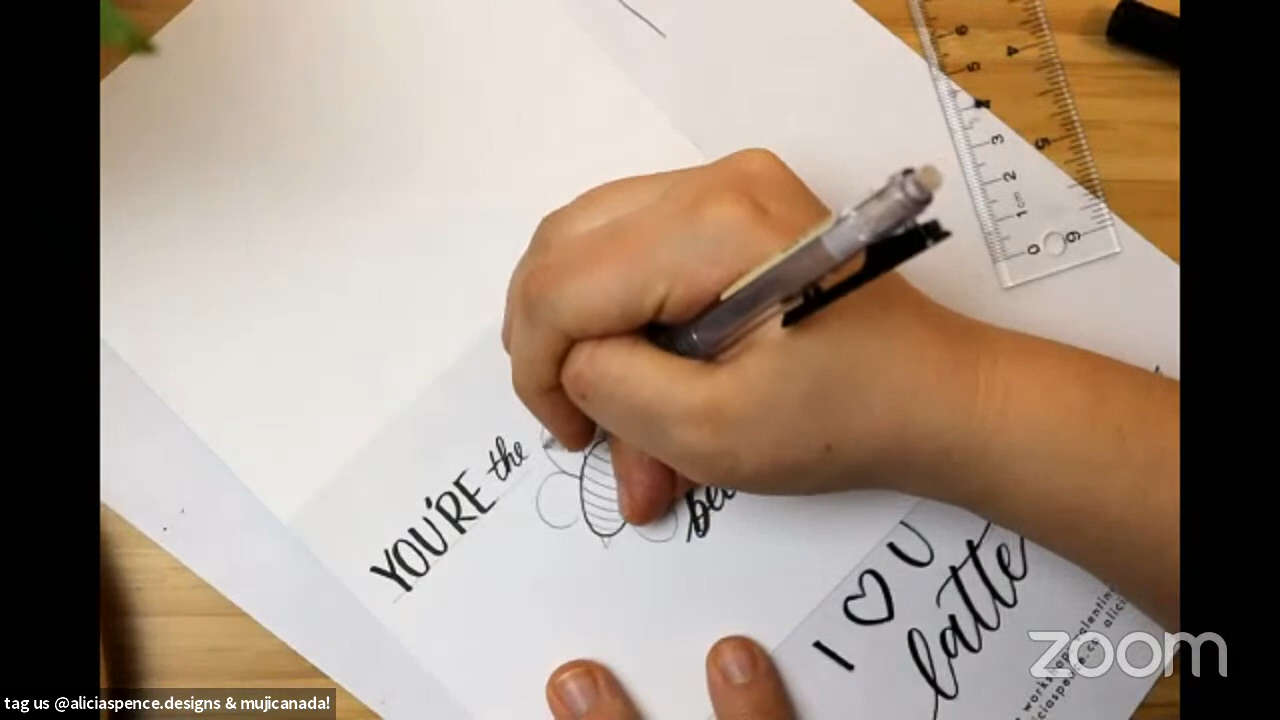 YOU'RE the
I ♡ U
latte
zoom
tag us @aliciaspence.designs & mujicanada!